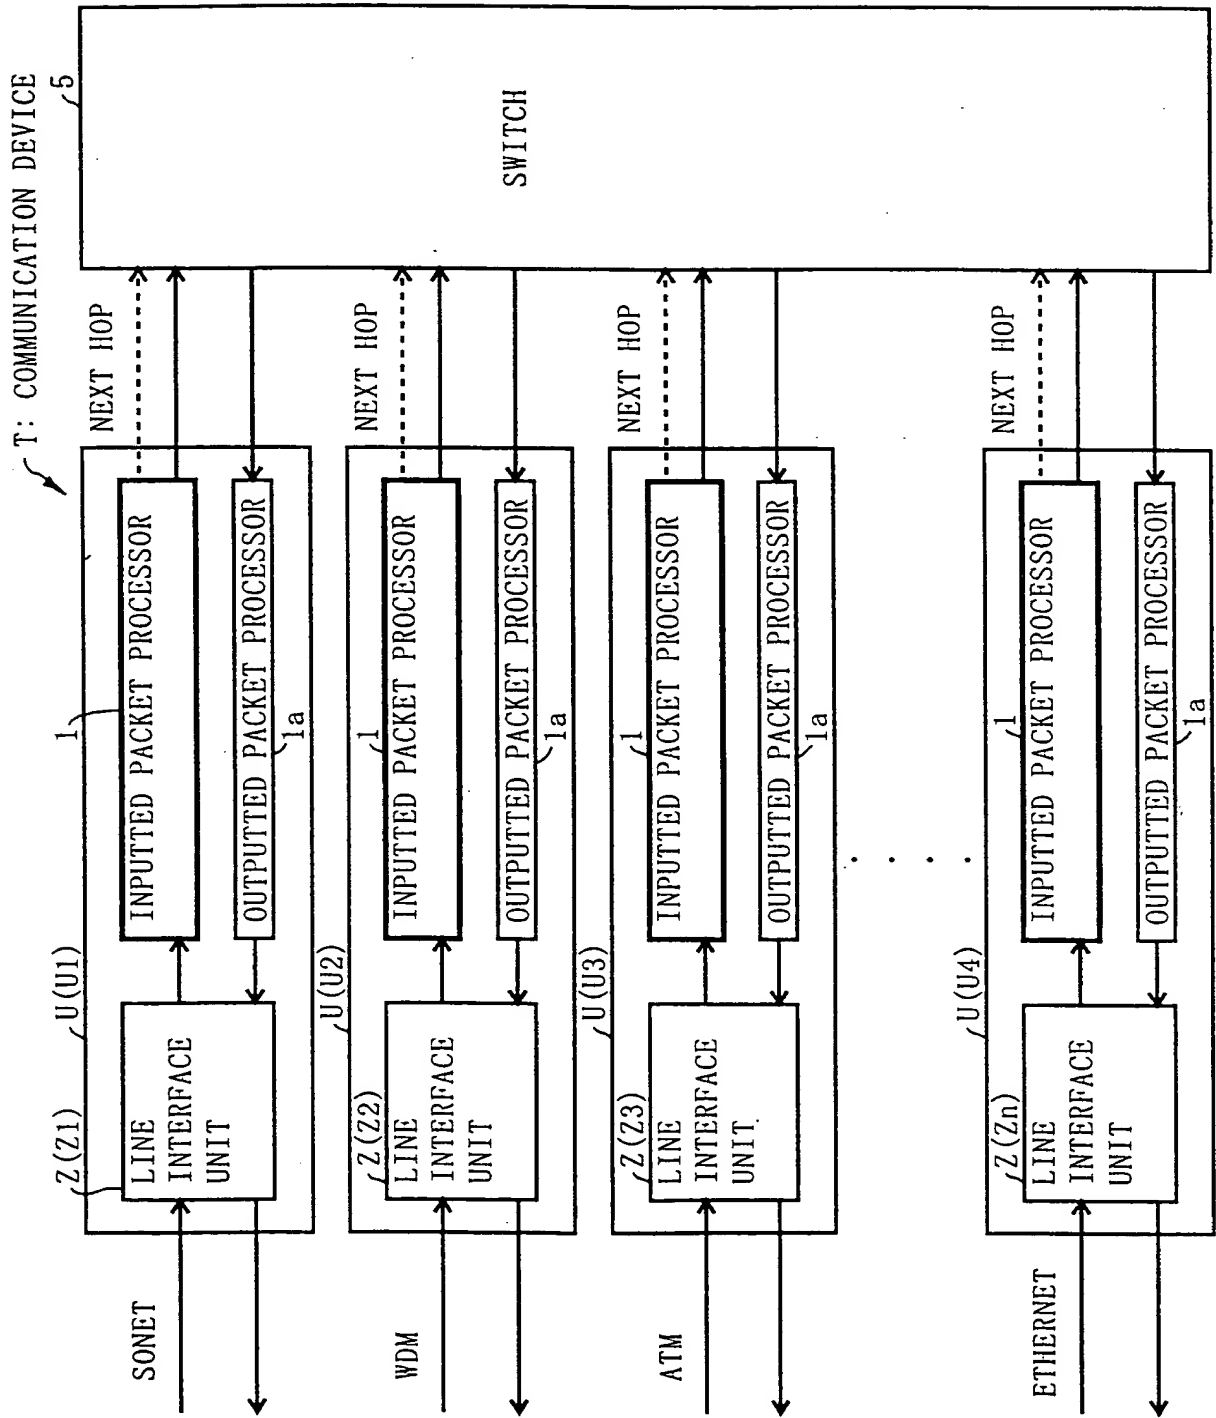 T: COMMUNICATION DEVICE
5
SWITCH
NEXT HOP
NEXT HOP
NEXT HOP
NEXT HOP
U(U1)
1
INPUTTED PACKET PROCESSOR
OUTPUTTED PACKET PROCESSOR
1a
Z(Z1)
LINE
INTERFACE
UNIT
SONET
U(U2)
1
INPUTTED PACKET PROCESSOR
OUTPUTTED PACKET PROCESSOR
1a
Z(Z2)
LINE
INTERFACE
UNIT
WDM
U(U3)
1
INPUTTED PACKET PROCESSOR
OUTPUTTED PACKET PROCESSOR
1a
Z(Z3)
LINE
INTERFACE
UNIT
ATM
. . . .
U(U4)
1
INPUTTED PACKET PROCESSOR
OUTPUTTED PACKET PROCESSOR
1a
Z(Zn)
LINE
INTERFACE
UNIT
ETHERNET